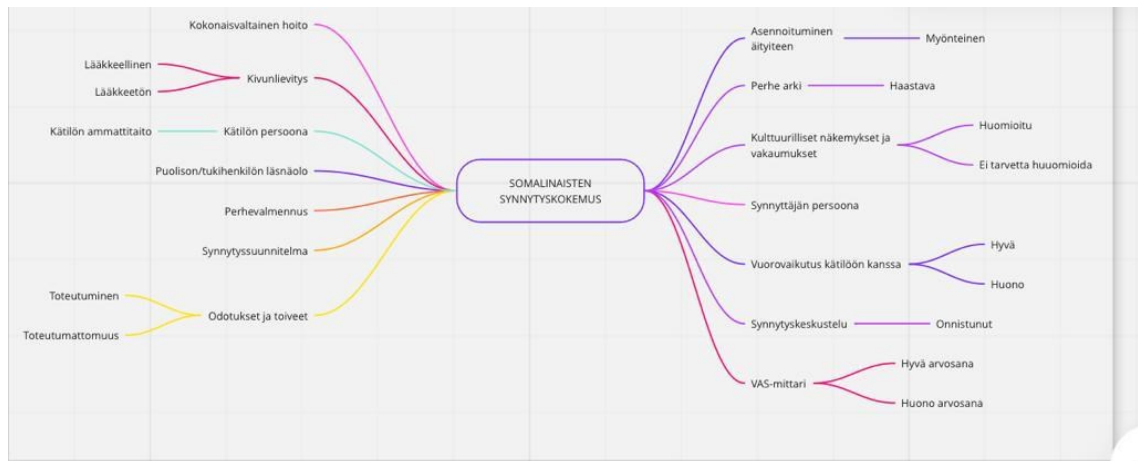 Kokonaisvaltainen hoito
Lääkkeellinen
Kivunlievitys
Lääkkeetön
Kätilön ammattitaito
Kätilön persoona
Puolison/tukihenkilön läsnäolo
Perhevalmennus
Synnytyssuunnitelma
Toteutuminen
Odotukset ja toiveet
Toteutumattomuus
SOMALINAISTEN
SYNNYTYSKOKEMUS
Asennoituminen
äityiteen
Myönteinen
Perhe arki
Haastava
Kulttuurilliset näkemykset ja
vakaumukset
Huomioitu
Ei tarvetta huuomioida
Synnyttäjän persoona
Vuorovaikutus kätilöön kanssa
Hyvä
Huono
Synnytyskeskustelu
Onnistunut
VAS-mittari
Hyvä arvosana
Huono arvosana